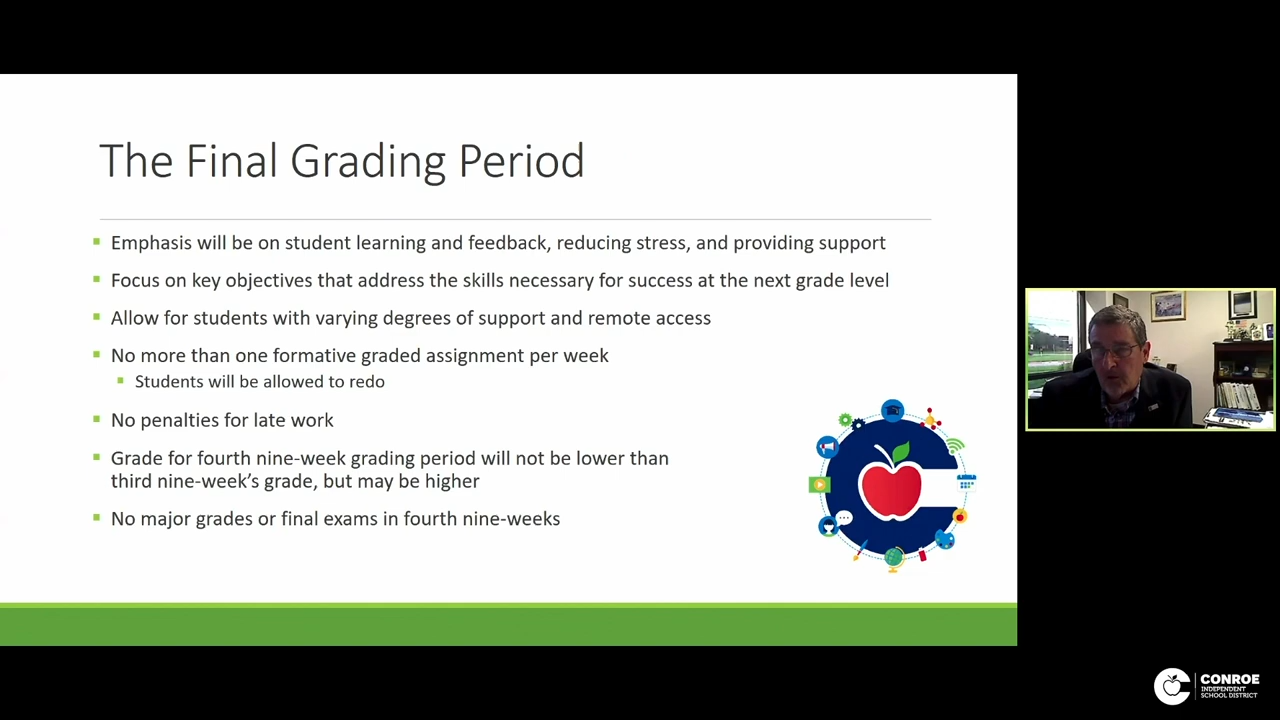 The Final Grading Period
Emphasis will be on student learning and feedback, reducing stress, and providing support
Focus on key objectives that address the skills necessary for success at the next grade level
Allow for students with varying degrees of support and remote access
No more than one formative graded assignment per week
Students will be allowed to redo
No penalties for late work
Grade for fourth nine-week grading period will not be lower than
third nine-week’s grade, but may be higher
No major grades or final exams in fourth nine-weeks
CONROE
INDEPENDENT
SCHOOL DISTRICT